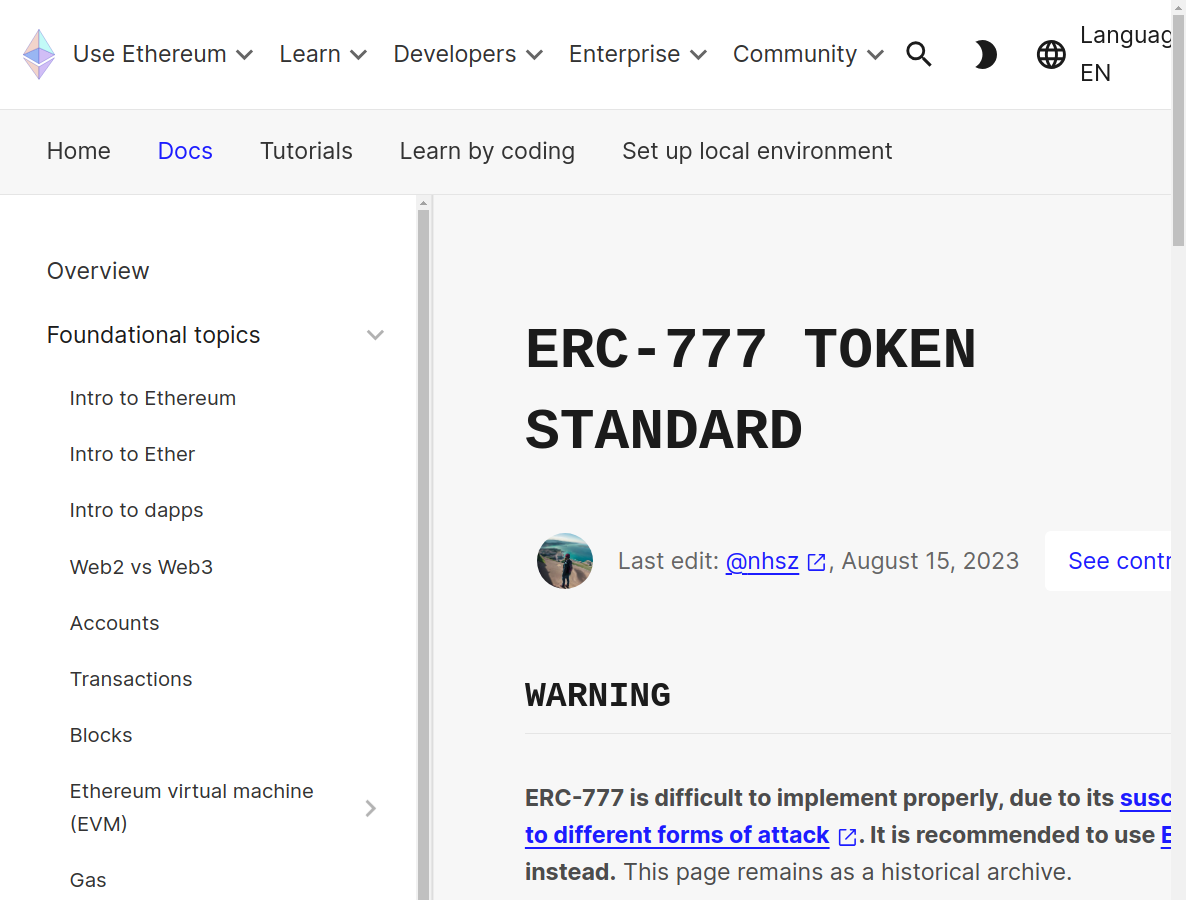 Use Ethereum Learn Developers Enterprise Community
EN
Home Docs Tutorials Learn by coding Set up local environment
Overview
Foundational topics
Intro to Ethereum
Intro to Ether
Intro to dapps
Web2 vs Web3
Accounts
Transactions
Blocks
Ethereum virtual machine
(EVM)
Gas
ERC-777 TOKEN
STANDARD
Last edit: @nhsz , August 15, 2023 See
WARNING
ERC-777 is difficult to implement properly, due to its
to different forms of attack . It is recommended to use
instead. This page remains as a historical archive.